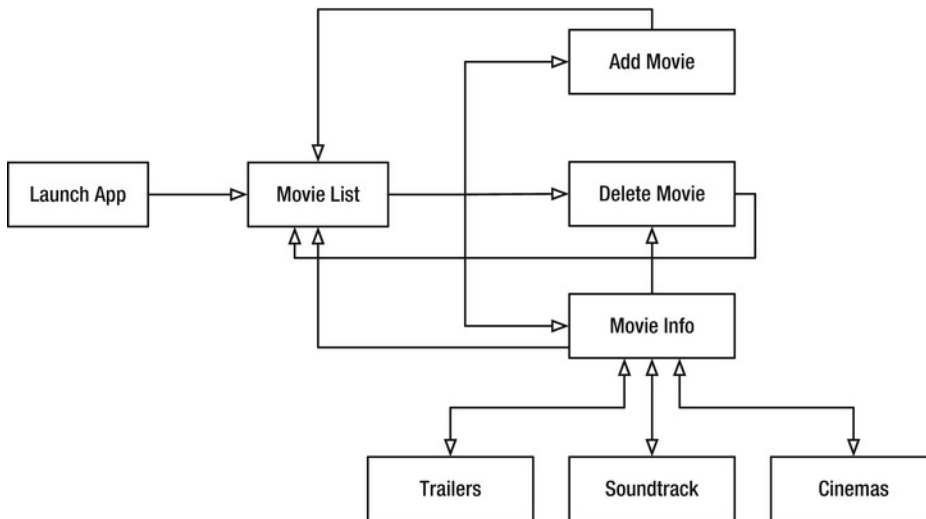 Add Movie
Launch App
Movie List
Delete Movie
Movie Info
Trailers
Soundtrack
Cinemas